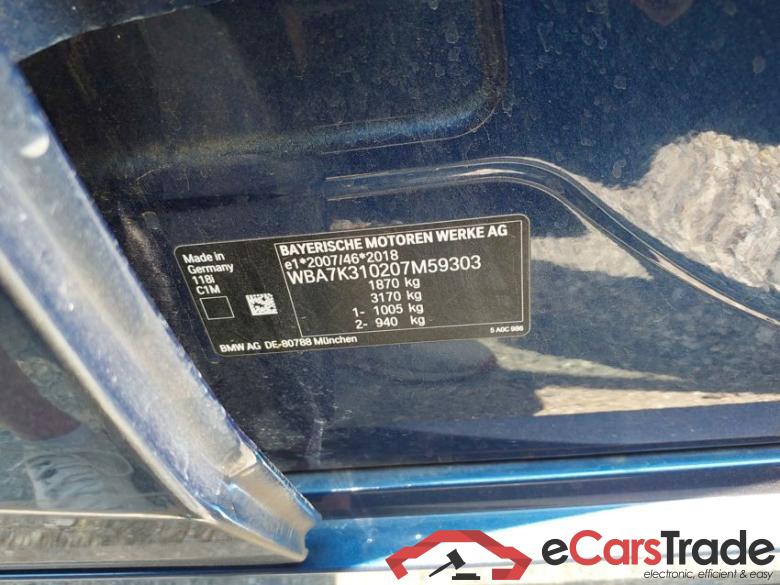 Made in
Germany
118i
C1M
BAYERISCHE MOTOREN WERKE AG
e1*2007/46*2018
WBA7K310207M59303
1870 kg
3170 kg
1- 1005 kg
2- 940 kg
5 A0C 986
BMW AG DE-80788 München
eCarsTrade
electronic, efficient & easy